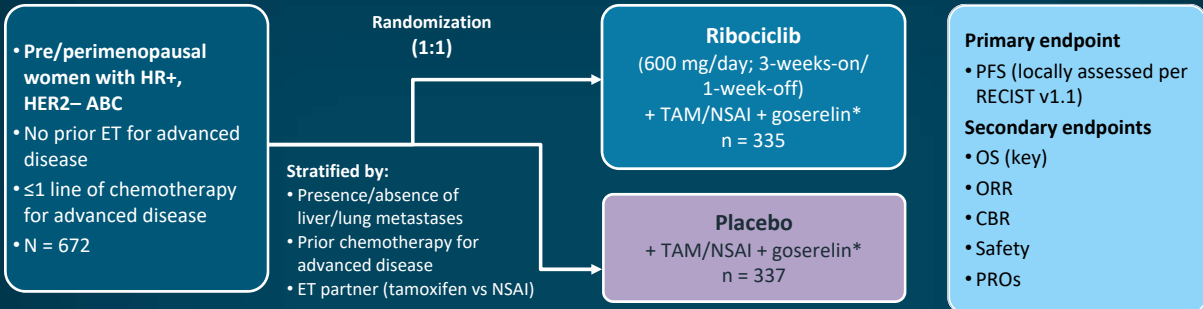 • Pre/perimenopausal
women with HR+,
HER2– ABC
• No prior ET for advanced
disease
• ≤1 line of chemotherapy
for advanced disease
• N = 672
Randomization
(1:1)
Stratified by:
• Presence/absence of
liver/lung metastases
• Prior chemotherapy for
advanced disease
• ET partner (tamoxifen vs NSAI)
Ribociclib
(600 mg/day; 3-weeks-on/
1-week-off)
+ TAM/NSAI + goserelin*
n = 335
Placebo
+ TAM/NSAI + goserelin*
n = 337
Primary endpoint
• PFS (locally assessed per
RECIST v1.1)
Secondary endpoints
• OS (key)
• ORR
• CBR
• Safety
• PROs